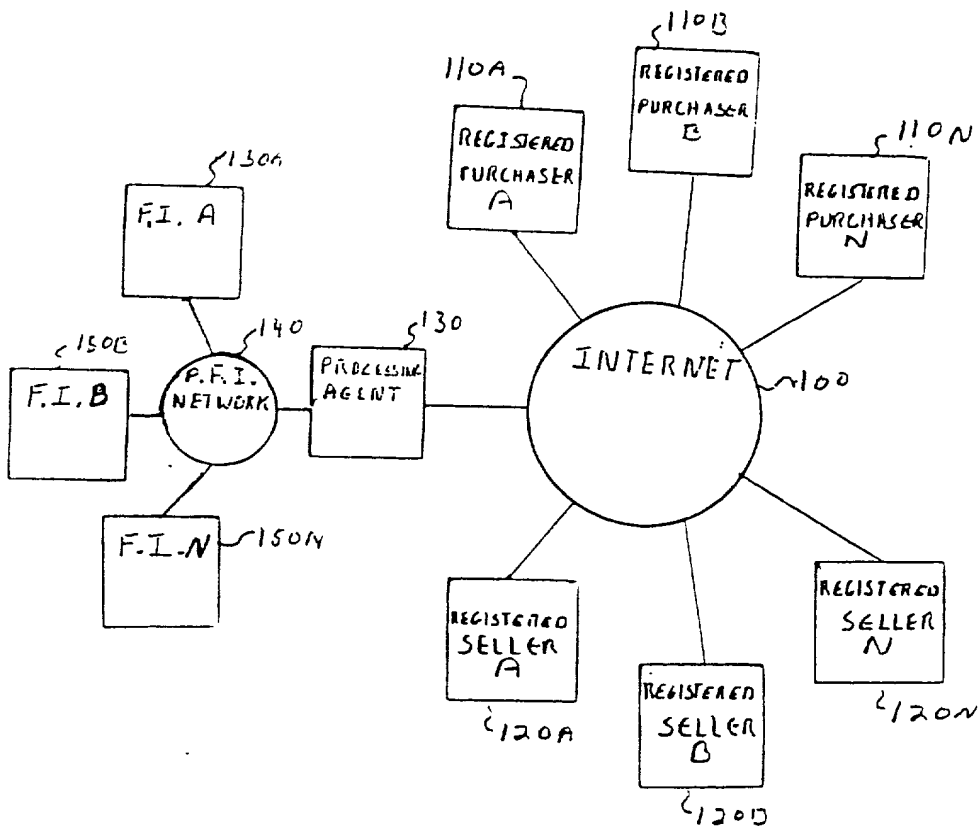 110B
REGISTERED
PURCHASER
B
110A
REGISTERED
PURCHASER
A
110N
REGISTERED
PURCHASER
N
130A
F.I. A
150B
F.I. B
140
P.F.I.
NETWORK
130
PROCESSING
AGENT
INTERNET
100
F.I.N
150N
REGISTERED
SELLER
A
120A
REGISTERED
SELLER
B
120B
REGISTERED
SELLER
N
120N